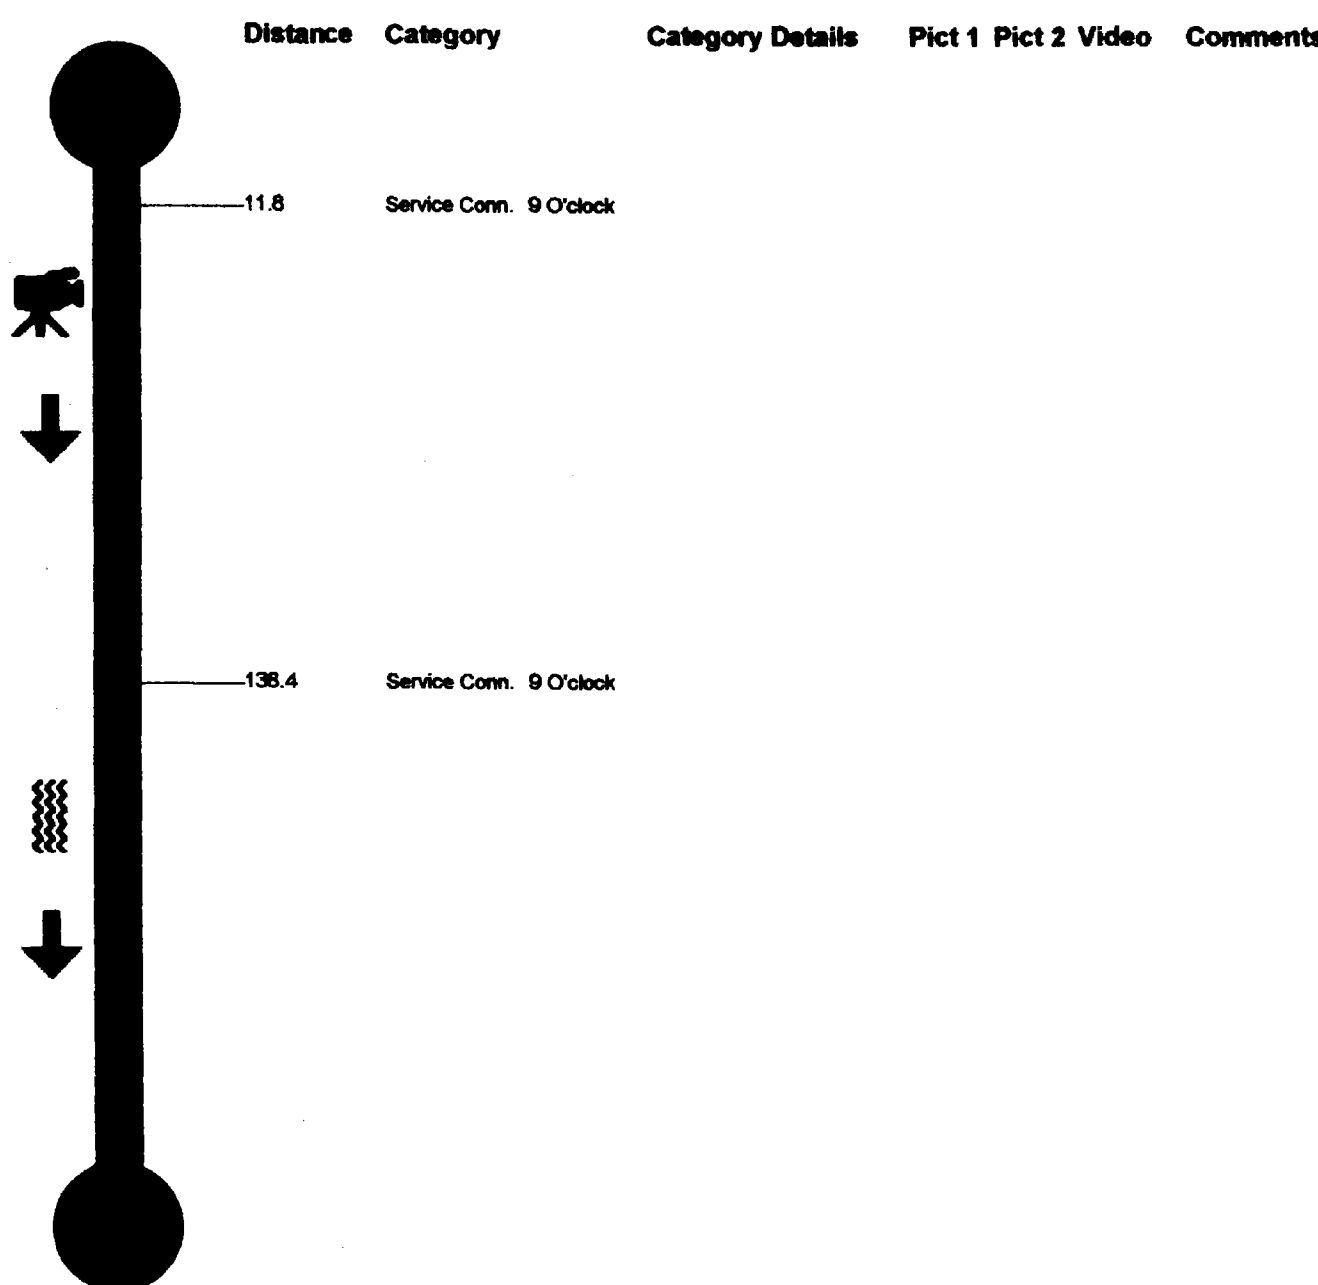 Distance Category Category Details Pict 1 Pict 2 Video Comments
11.8 Service Conn. 9 O'clock
138.4 Service Conn. 9 O'clock